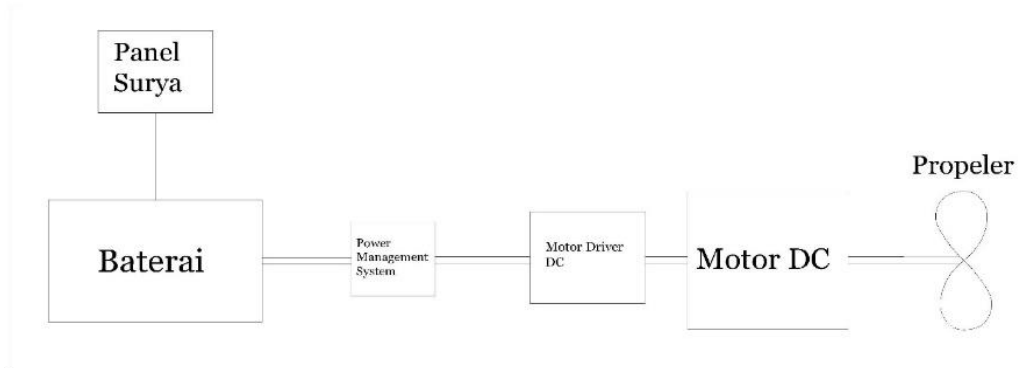 Panel
Surya
Propeler
Baterai
Power
Management
System
Motor Driver
DC
Motor DC